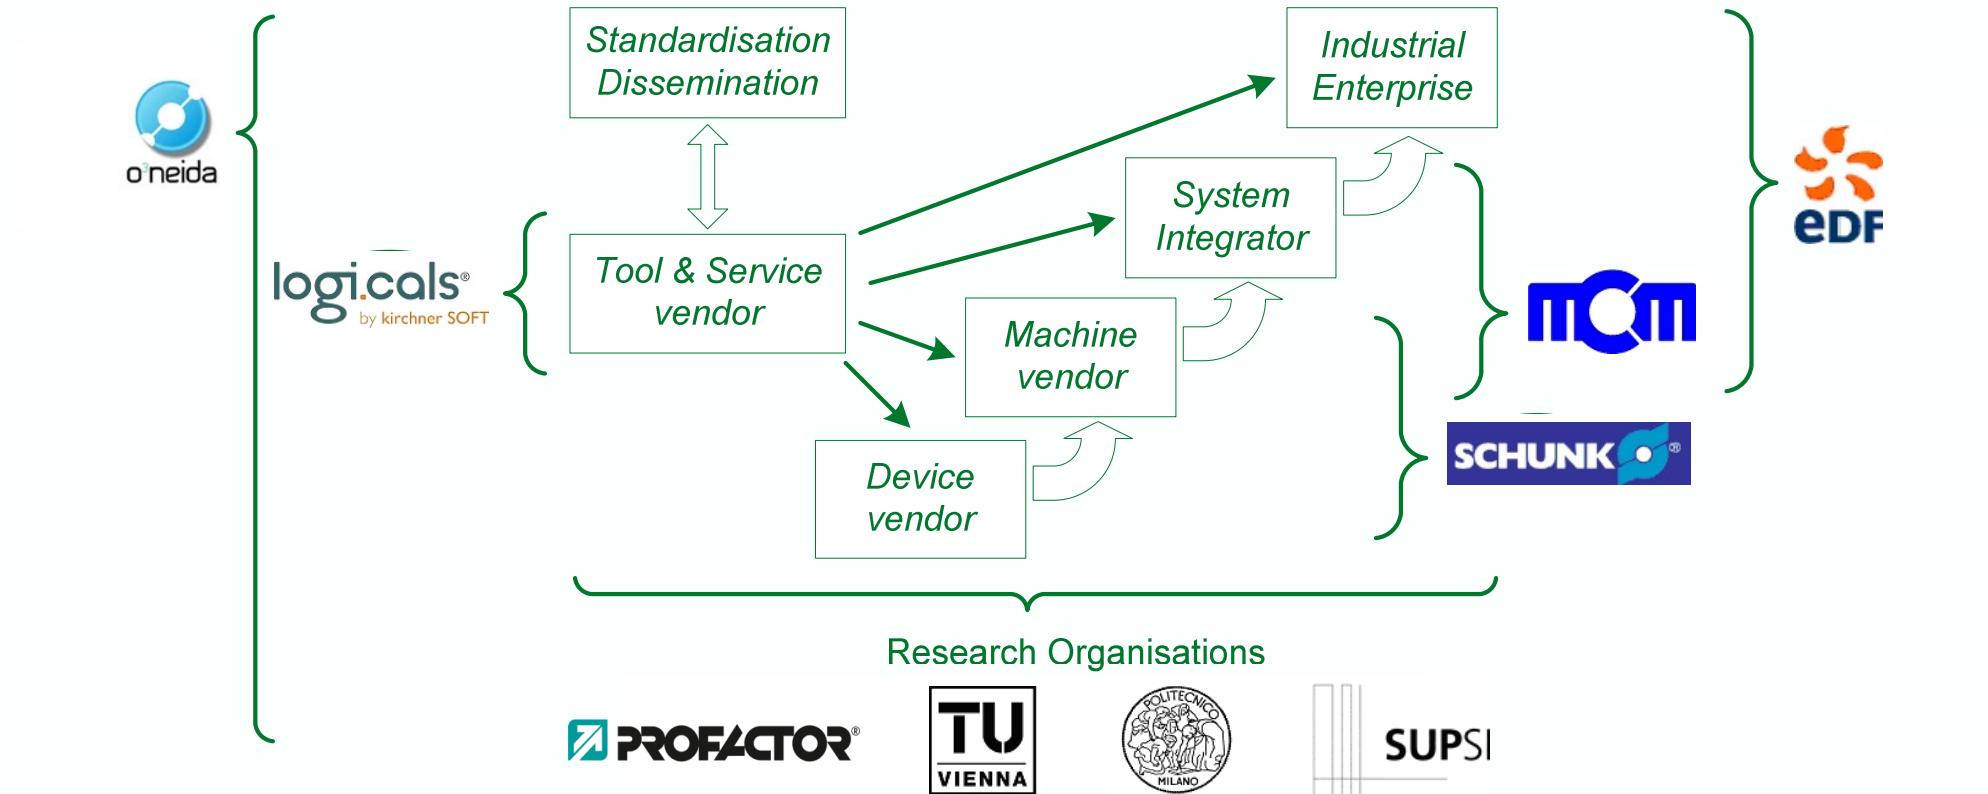 Standardisation
Dissemination
Industrial
Enterprise
o³neida
System
Integrator
eDF
logi.cals®
by kirchner SOFT
Tool & Service
vendor
Machine
vendor
mcm
SCHUNK®
Device
vendor
Research Organisations
PROFACTOR®
TU
VIENNA
POLITECNICO
MILANO
SUPSI